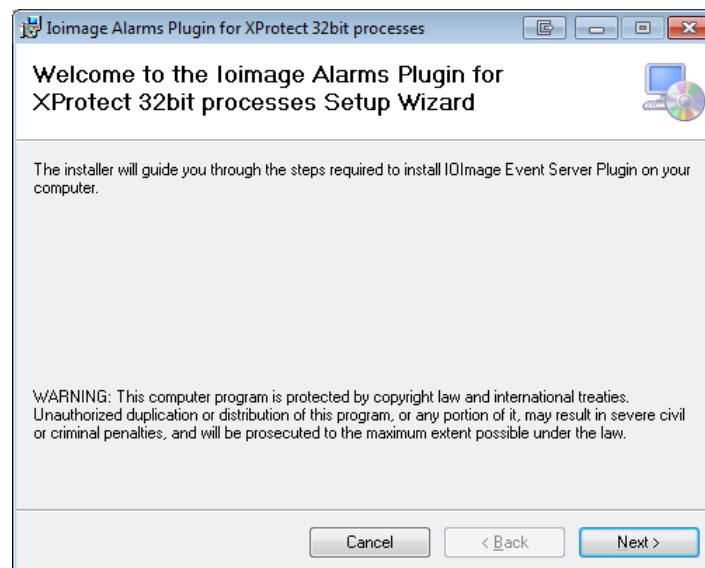 Ioimage Alarms Plugin for XProtect 32bit processes
Welcome to the Ioimage Alarms Plugin for
XProtect 32bit processes Setup Wizard
The installer will guide you through the steps required to install IOImage Event Server Plugin on your
computer.
WARNING: This computer program is protected by copyright law and international treaties.
Unauthorized duplication or distribution of this program, or any portion of it, may result in severe civil
or criminal penalties, and will be prosecuted to the maximum extent possible under the law.
Cancel < Back Next >